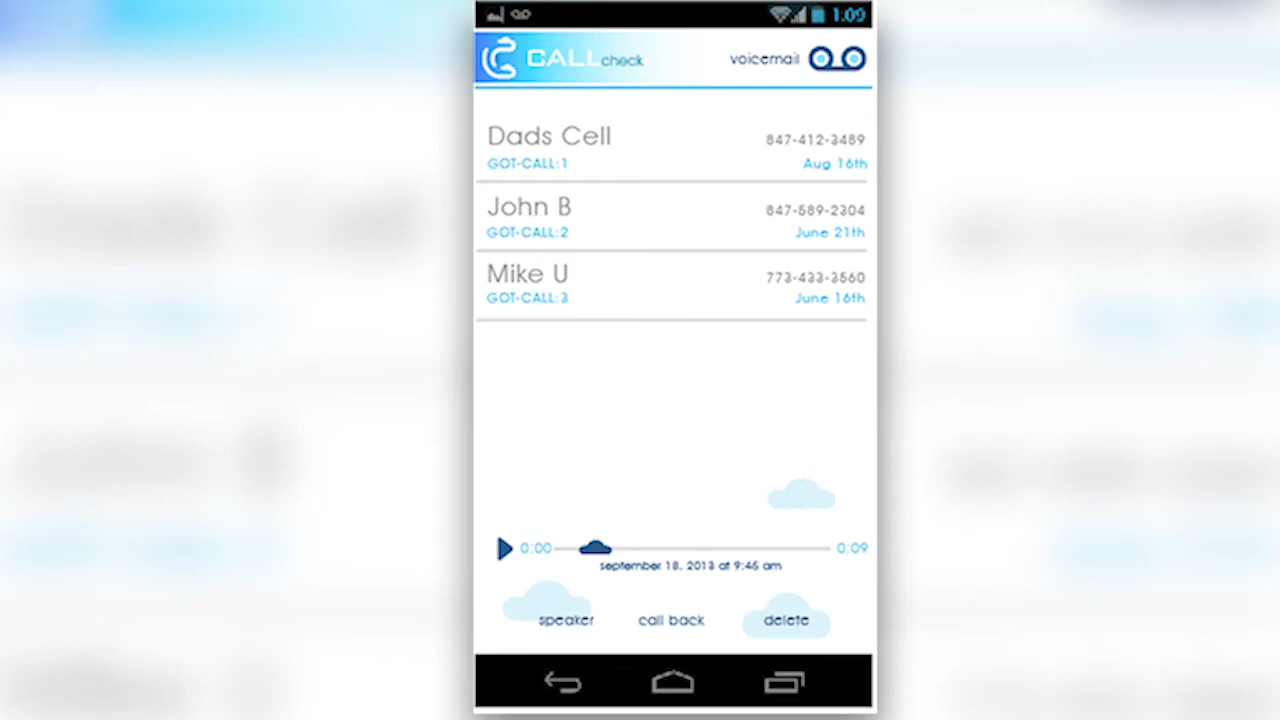 1:09
CALLcheck voicemail
Dads Cell 847-412-3489
GOT-CALL:1 Aug 16th
John B 847-589-2304
GOT-CALL:2 June 21th
Mike U 773-433-3560
GOT-CALL:3 June 16th
0:00 0:09
september 18, 2013 at 9:46 am
speaker call back delete